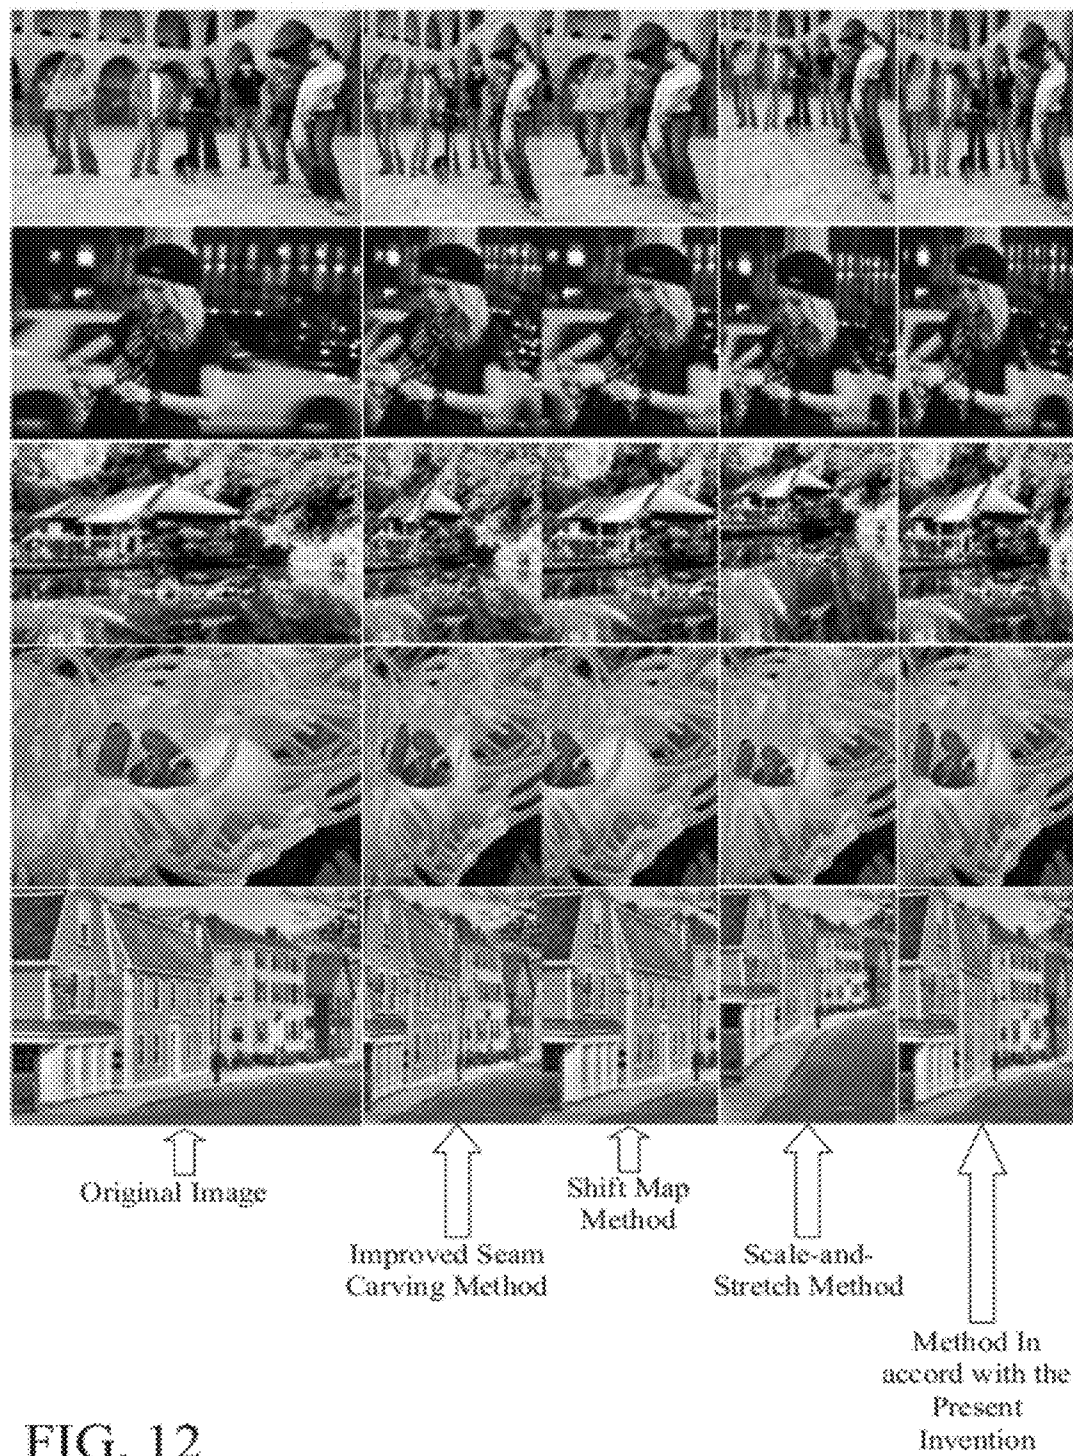 Original Image
Shift Map
Method
Improved Seam
Carving Method
Scale-and-
Stretch Method
Method In
accord with the
Present
Invention
FIG. 12